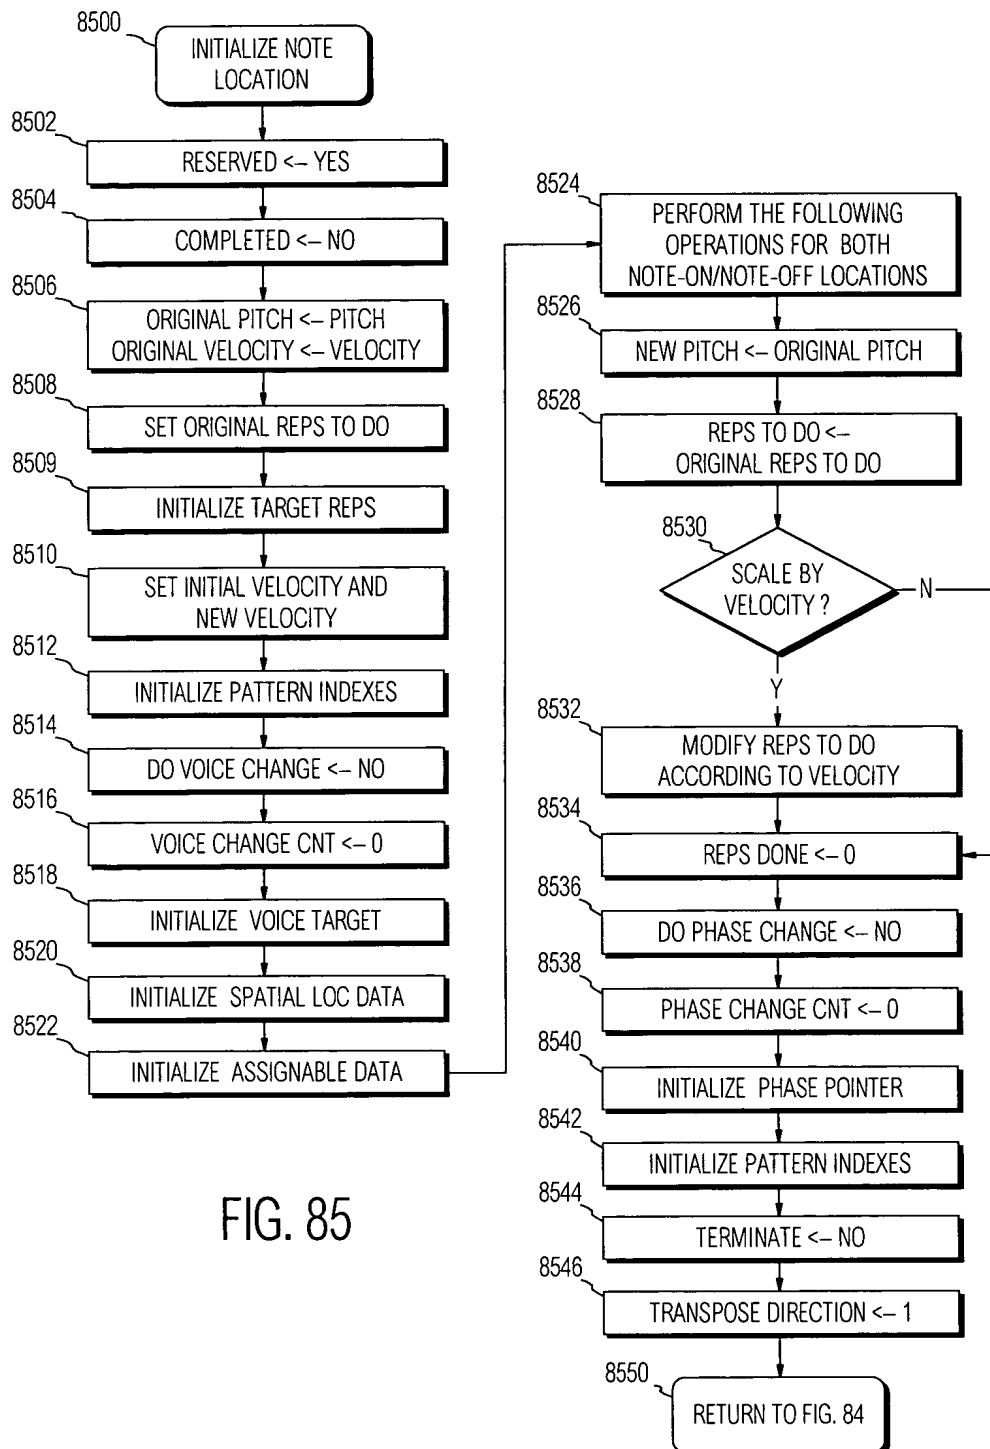 8500
INITIALIZE NOTE
LOCATION
8502
RESERVED <– YES
8504
COMPLETED <– NO
8506
ORIGINAL PITCH <– PITCH
ORIGINAL VELOCITY <– VELOCITY
8508
SET ORIGINAL REPS TO DO
8509
INITIALIZE TARGET REPS
8510
SET INITIAL VELOCITY AND
NEW VELOCITY
8512
INITIALIZE PATTERN INDEXES
8514
DO VOICE CHANGE <– NO
8516
VOICE CHANGE CNT <– 0
8518
INITIALIZE VOICE TARGET
8520
INITIALIZE SPATIAL LOC DATA
8522
INITIALIZE ASSIGNABLE DATA
8524
PERFORM THE FOLLOWING
OPERATIONS FOR BOTH
NOTE-ON/NOTE-OFF LOCATIONS
8526
NEW PITCH <– ORIGINAL PITCH
8528
REPS TO DO <–
ORIGINAL REPS TO DO
8530
SCALE BY
VELOCITY ?
N
Y
8532
MODIFY REPS TO DO
ACCORDING TO VELOCITY
8534
REPS DONE <– 0
8536
DO PHASE CHANGE <– NO
8538
PHASE CHANGE CNT <– 0
8540
INITIALIZE PHASE POINTER
8542
INITIALIZE PATTERN INDEXES
8544
TERMINATE <– NO
8546
TRANSPOSE DIRECTION <– 1
8550
RETURN TO FIG. 84
FIG. 85